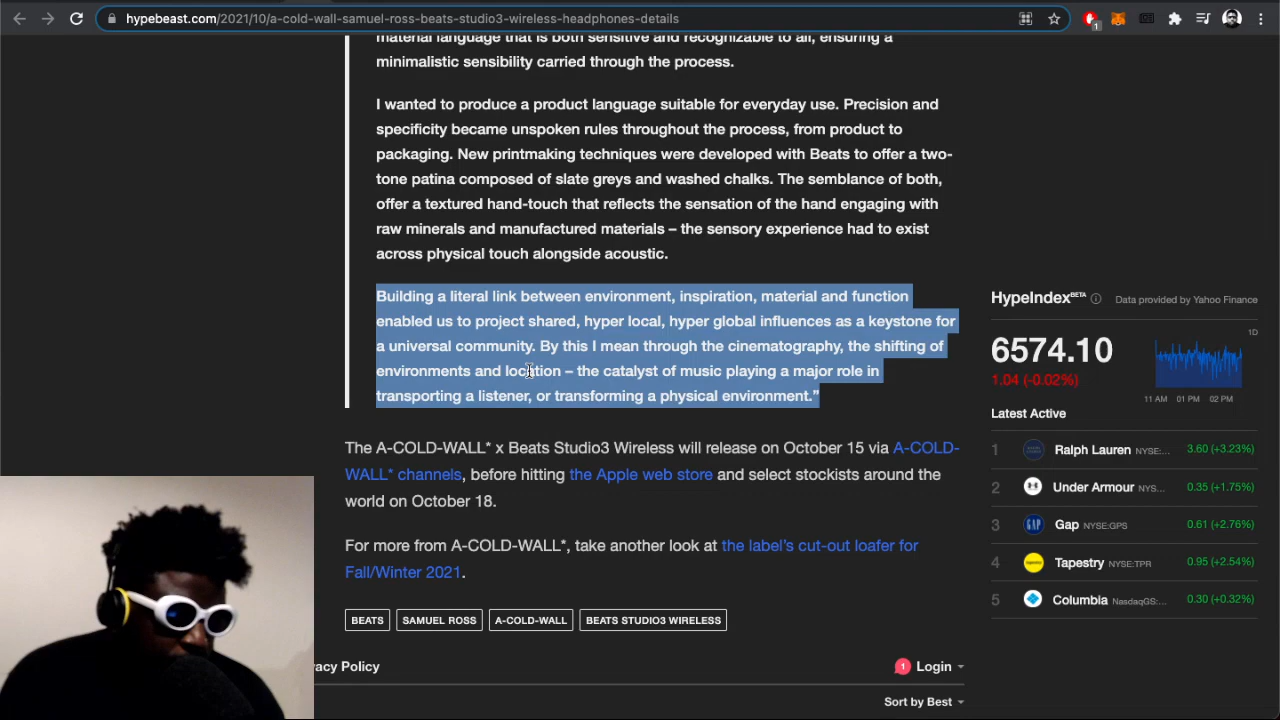 hypebeast.com/2021/10/a-cold-wall-samuel-ross-beats-studio3-wireless-headphones-details
1
material language that is both sensitive and recognizable to all, ensuring a
minimalistic sensibility carried through the process.
I wanted to produce a product language suitable for everyday use. Precision and
specificity became unspoken rules throughout the process, from product to
packaging. New printmaking techniques were developed with Beats to offer a two-
tone patina composed of slate greys and washed chalks. The semblance of both,
offer a textured hand-touch that reflects the sensation of the hand engaging with
raw minerals and manufactured materials – the sensory experience had to exist
across physical touch alongside acoustic.
Building a literal link between environment, inspiration, material and function
enabled us to project shared, hyper local, hyper global influences as a keystone for
a universal community. By this I mean through the cinematography, the shifting of
environments and location – the catalyst of music playing a major role in
transporting a listener, or transforming a physical environment.”
The A-COLD-WALL* x Beats Studio3 Wireless will release on October 15 via A-COLD-
WALL* channels, before hitting the Apple web store and select stockists around the
world on October 18.
For more from A-COLD-WALL*, take another look at the label’s cut-out loafer for
Fall/Winter 2021.
BEATS SAMUEL ROSS A-COLD-WALL BEATS STUDIO3 WIRELESS
vacy Policy
1 Login
Sort by Best
HypeIndex BETA Data provided by Yahoo Finance
6574.10 1D
1.04 (-0.02%)
11 AM 01 PM 02 PM
Latest Active
1 Ralph Lauren NYSE:... 3.60 (+3.23%)
2 Under Armour NYS... 0.35 (+1.75%)
3 Gap NYSE:GPS 0.61 (+2.76%)
4 Tapestry NYSE:TPR 0.95 (+2.54%)
5 Columbia NasdaqGS:... 0.30 (+0.32%)